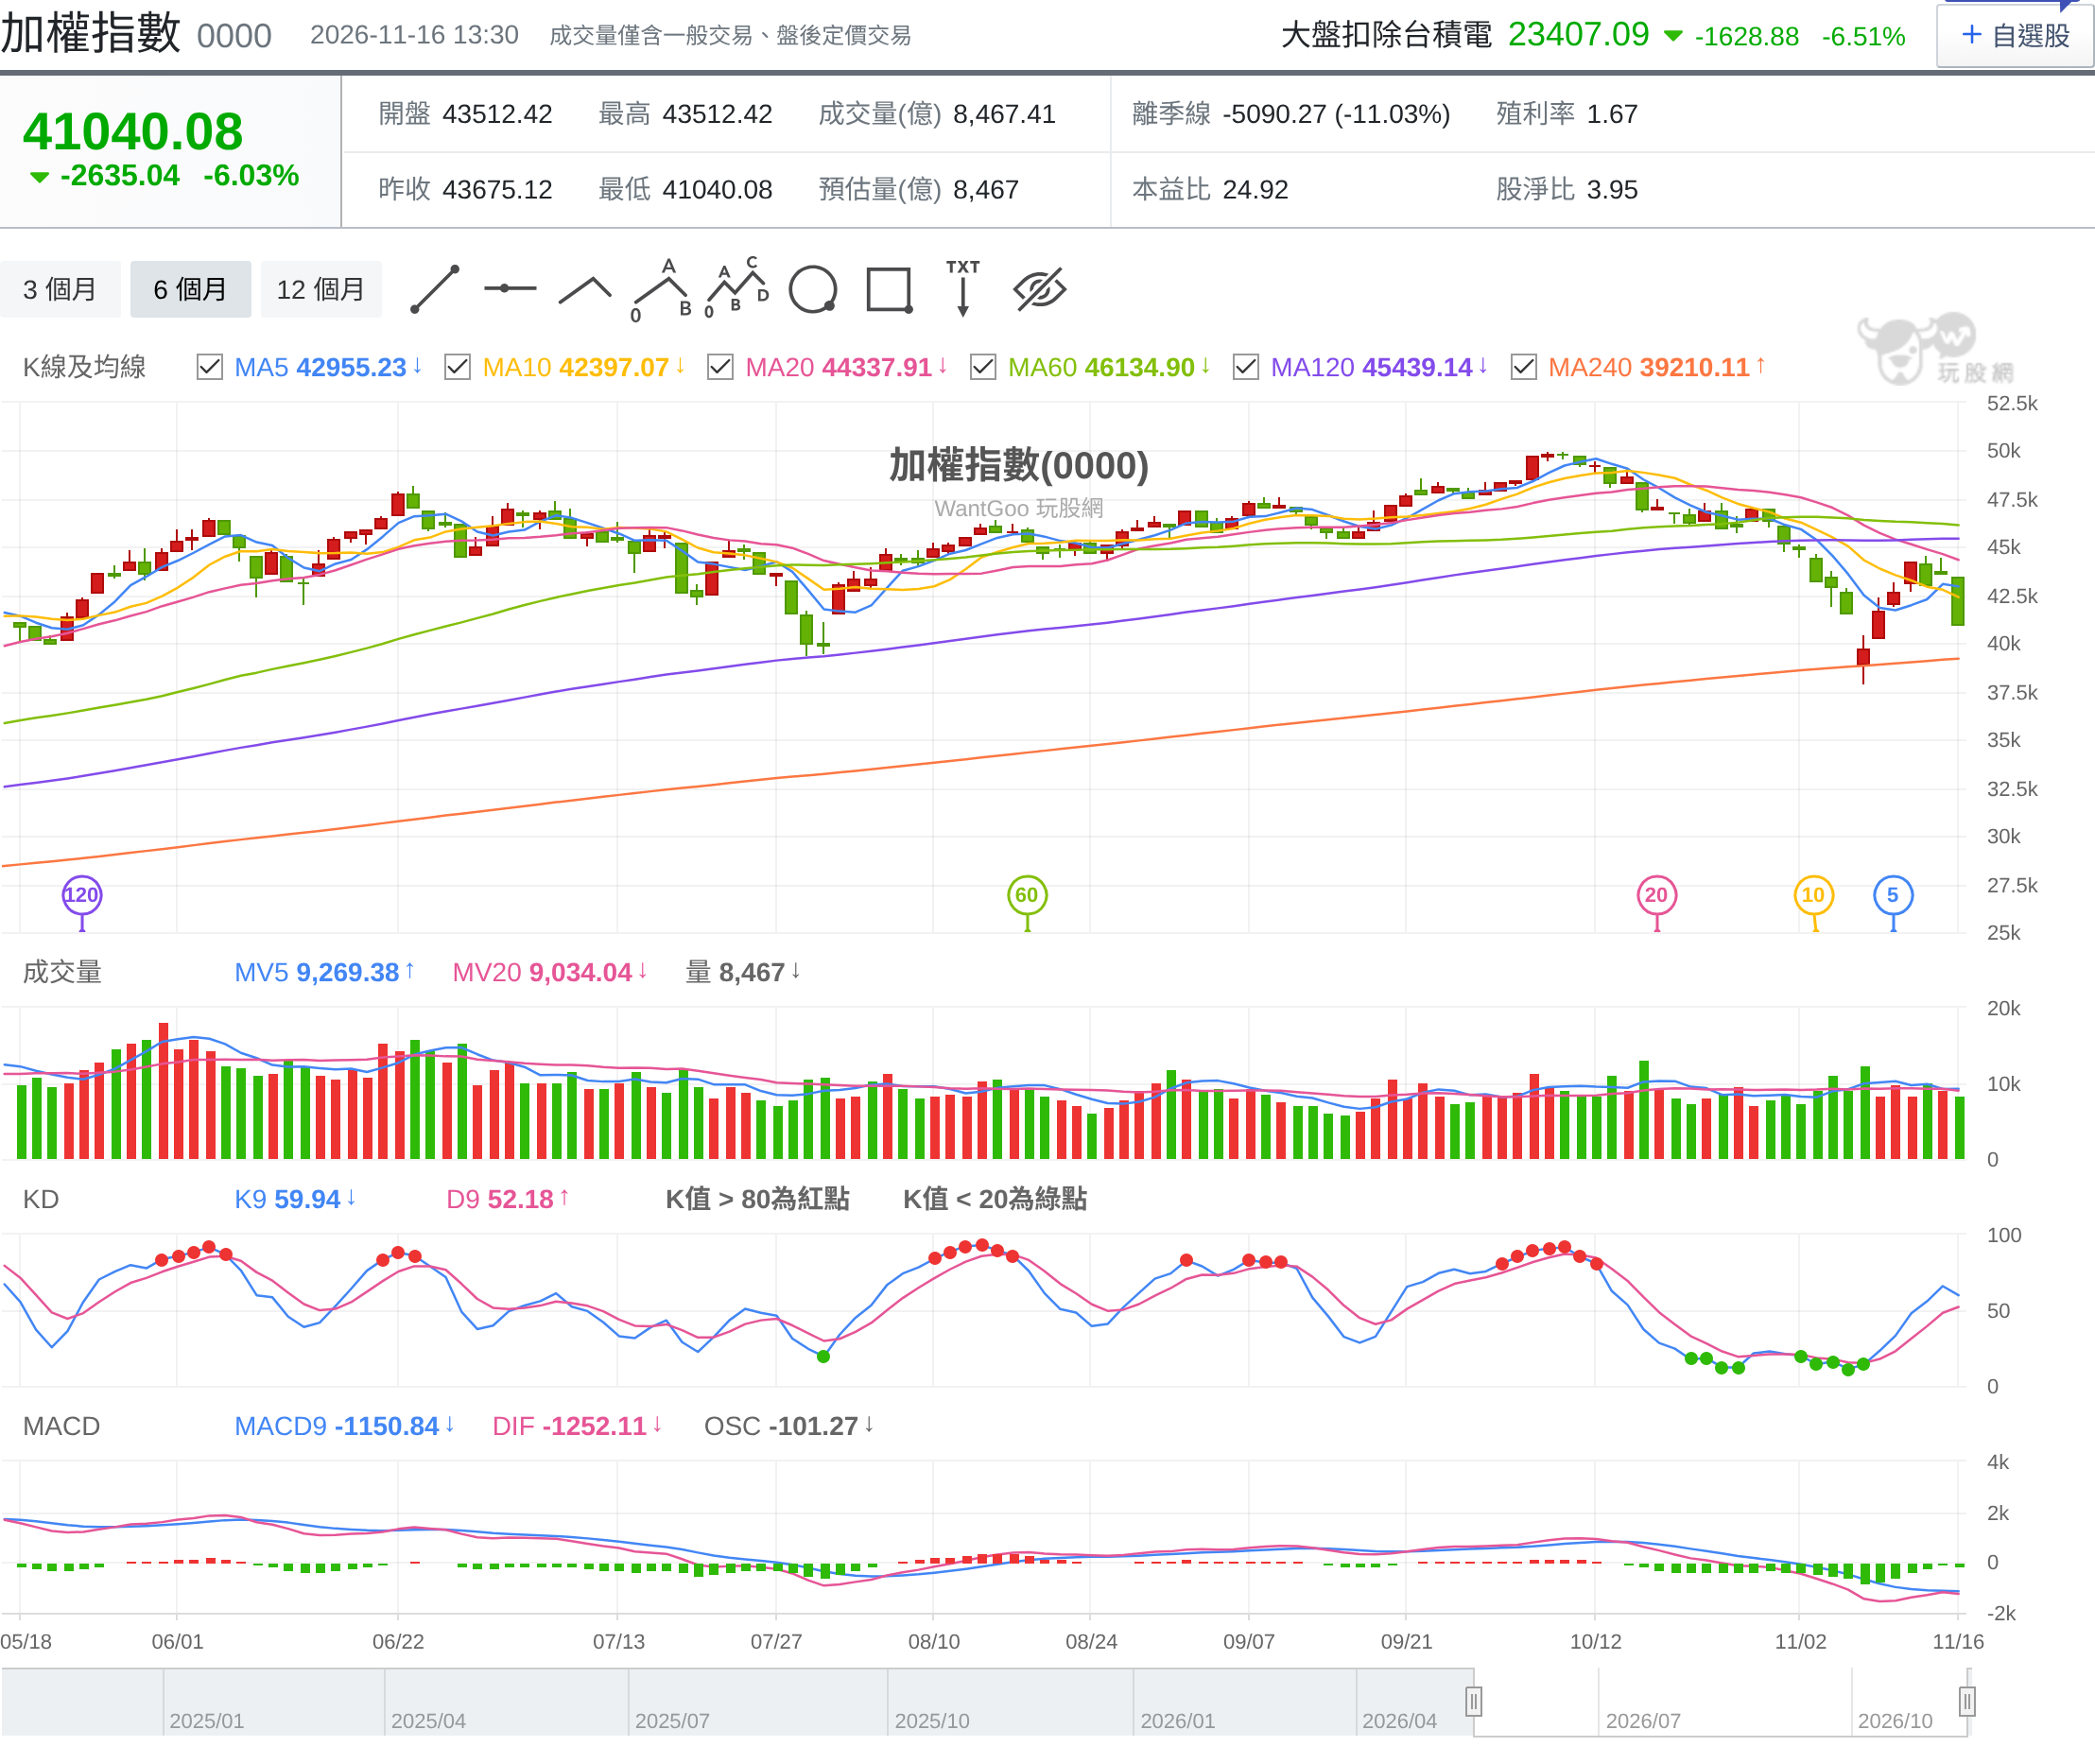 加權指數 0000 2026-11-16 13:30 成交量僅含一般交易、盤後定價交易 大盤扣除台積電 23407.09 ▼ -1628.88 -6.51% + 自選股
41040.08
▼ -2635.04 -6.03%
開盤 43512.42 最高 43512.42 成交量(億) 8,467.41 離季線 -5090.27 (-11.03%) 殖利率 1.67
昨收 43675.12 最低 41040.08 預估量(億) 8,467 本益比 24.92 股淨比 3.95
3 個月 6 個月 12 個月
0 A B 0 A B C D TXT
玩股網
K線及均線 MA5 42955.23↓ MA10 42397.07↓ MA20 44337.91↓ MA60 46134.90↓ MA120 45439.14↓ MA240 39210.11↑
加權指數(0000)
WantGoo 玩股網
52.5k
50k
47.5k
45k
42.5k
40k
37.5k
35k
32.5k
30k
27.5k
25k
120 60 20 10 5
成交量 MV5 9,269.38↑ MV20 9,034.04↓ 量 8,467↓
20k
10k
0
KD K9 59.94↓ D9 52.18↑ K值 > 80為紅點 K值 < 20為綠點
100
50
0
MACD MACD9 -1150.84↓ DIF -1252.11↓ OSC -101.27↓
4k
2k
0
-2k
05/18 06/01 06/22 07/13 07/27 08/10 08/24 09/07 09/21 10/12 11/02 11/16
2025/01 2025/04 2025/07 2025/10 2026/01 2026/04 2026/07 2026/10